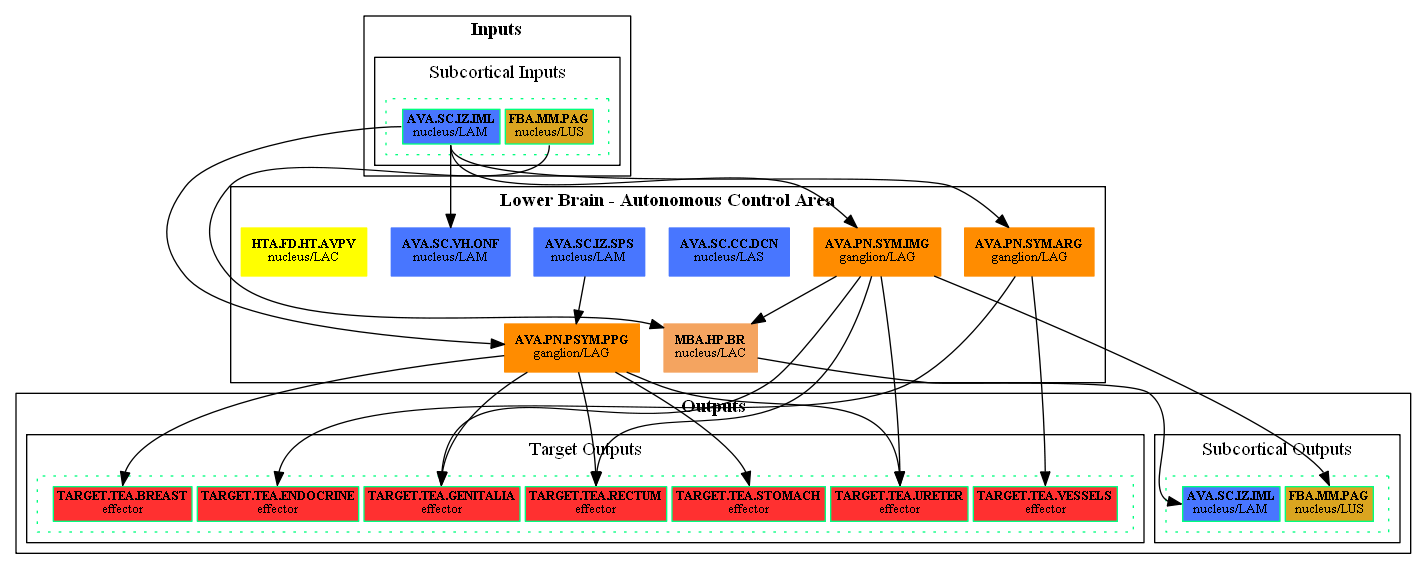 Inputs
Subcortical Inputs
AVA.SC.IZ.IML
nucleus/LAM
FBA.MM.PAG
nucleus/LUS
Lower Brain - Autonomous Control Area
HTA.FD.HT.AVPV
nucleus/LAC
AVA.SC.VH.ONF
nucleus/LAM
AVA.SC.IZ.SPS
nucleus/LAM
AVA.SC.CC.DCN
nucleus/LAS
AVA.PN.SYM.IMG
ganglion/LAG
AVA.PN.SYM.ARG
ganglion/LAG
AVA.PN.PSYM.PPG
ganglion/LAG
MBA.HP.BR
nucleus/LAC
Outputs
Target Outputs
TARGET.TEA.BREAST
effector
TARGET.TEA.ENDOCRINE
effector
TARGET.TEA.GENITALIA
effector
TARGET.TEA.RECTUM
effector
TARGET.TEA.STOMACH
effector
TARGET.TEA.URETER
effector
TARGET.TEA.VESSELS
effector
Subcortical Outputs
AVA.SC.IZ.IML
nucleus/LAM
FBA.MM.PAG
nucleus/LUS